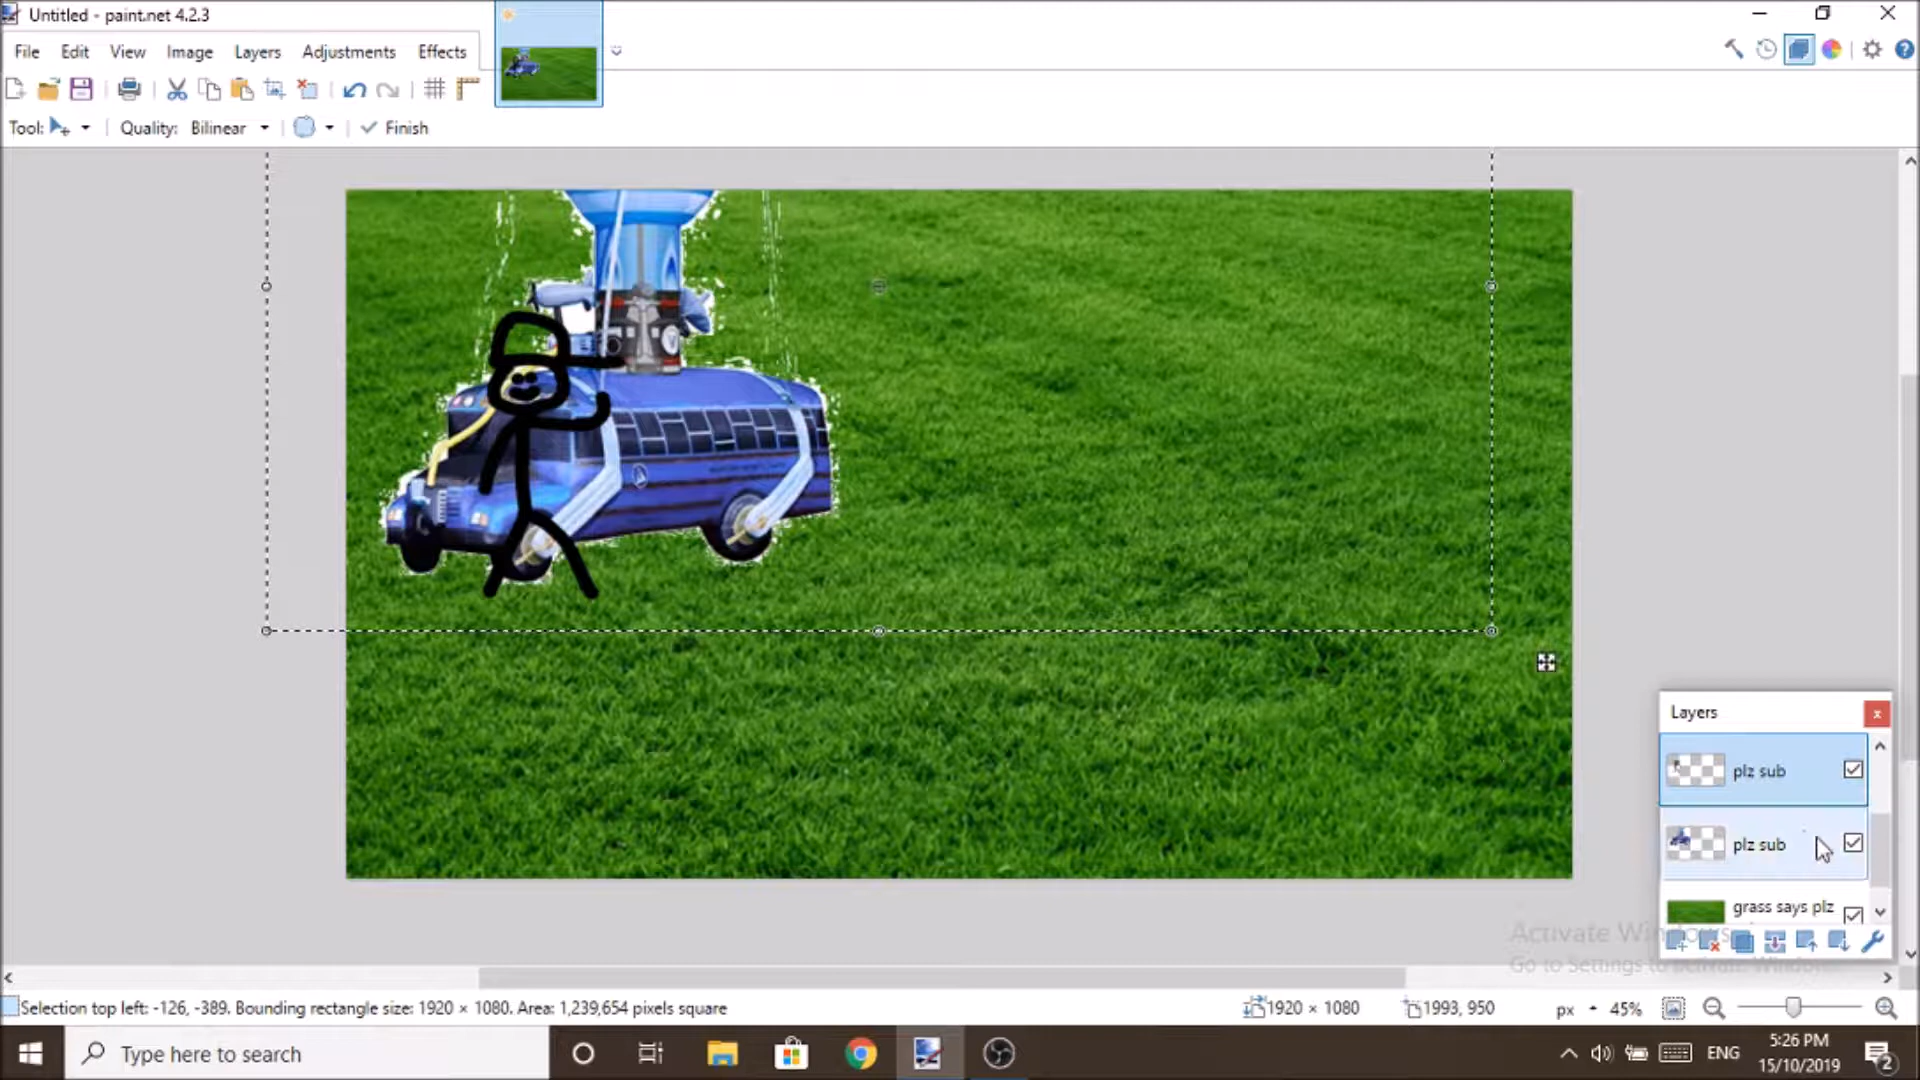 Untitled - paint.net 4.2.3
File Edit View Image Layers Adjustments Effects
Tool: Quality: Bilinear Finish
Layers
plz sub
plz sub
grass says plz
Activate Windows
Go to Settings to activate Windows.
Selection top left: -126, -389. Bounding rectangle size: 1920 × 1080. Area: 1,239,654 pixels square
1920 × 1080
1993, 950
px
45%
Type here to search
ENG
5:26 PM
15/10/2019
2